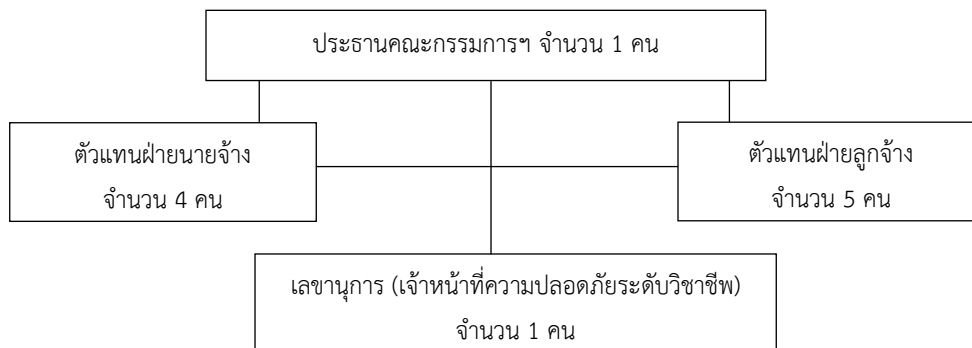 ประธานคณะกรรมการฯ จำนวน 1 คน
ตัวแทนฝ่ายนายจ้าง
จำนวน 4 คน
ตัวแทนฝ่ายลูกจ้าง
จำนวน 5 คน
เลขานุการ (เจ้าหน้าที่ความปลอดภัยระดับวิชาชีพ)
จำนวน 1 คน